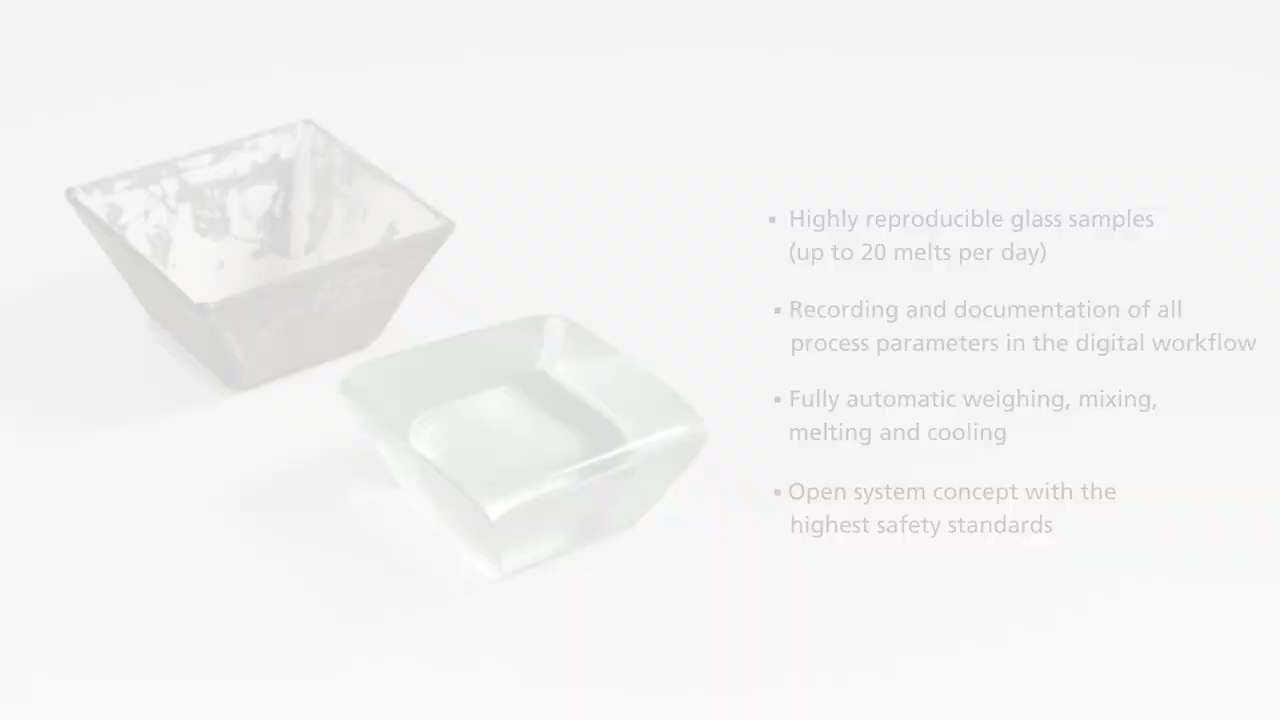 ▪ Highly reproducible glass samples
(up to 20 melts per day)
▪ Recording and documentation of all
process parameters in the digital workflow
▪ Fully automatic weighing, mixing,
melting and cooling
▪ Open system concept with the
highest safety standards